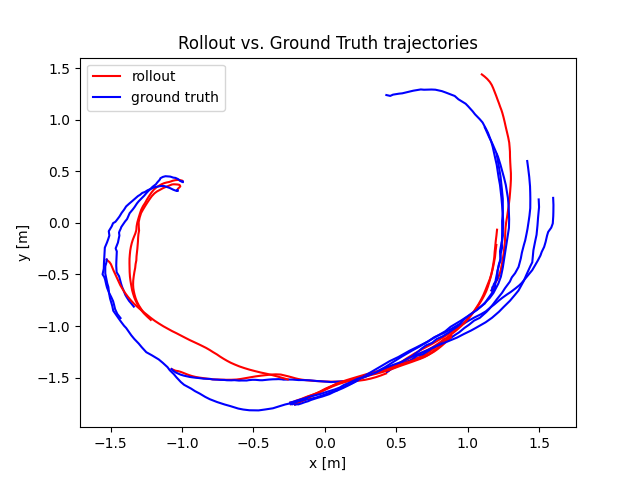 Rollout vs. Ground Truth trajectories
rollout
ground truth
1.5
1.0
0.5
0.0
−0.5
−1.0
−1.5
y [m]
−1.5 −1.0 −0.5 0.0 0.5 1.0 1.5
x [m]